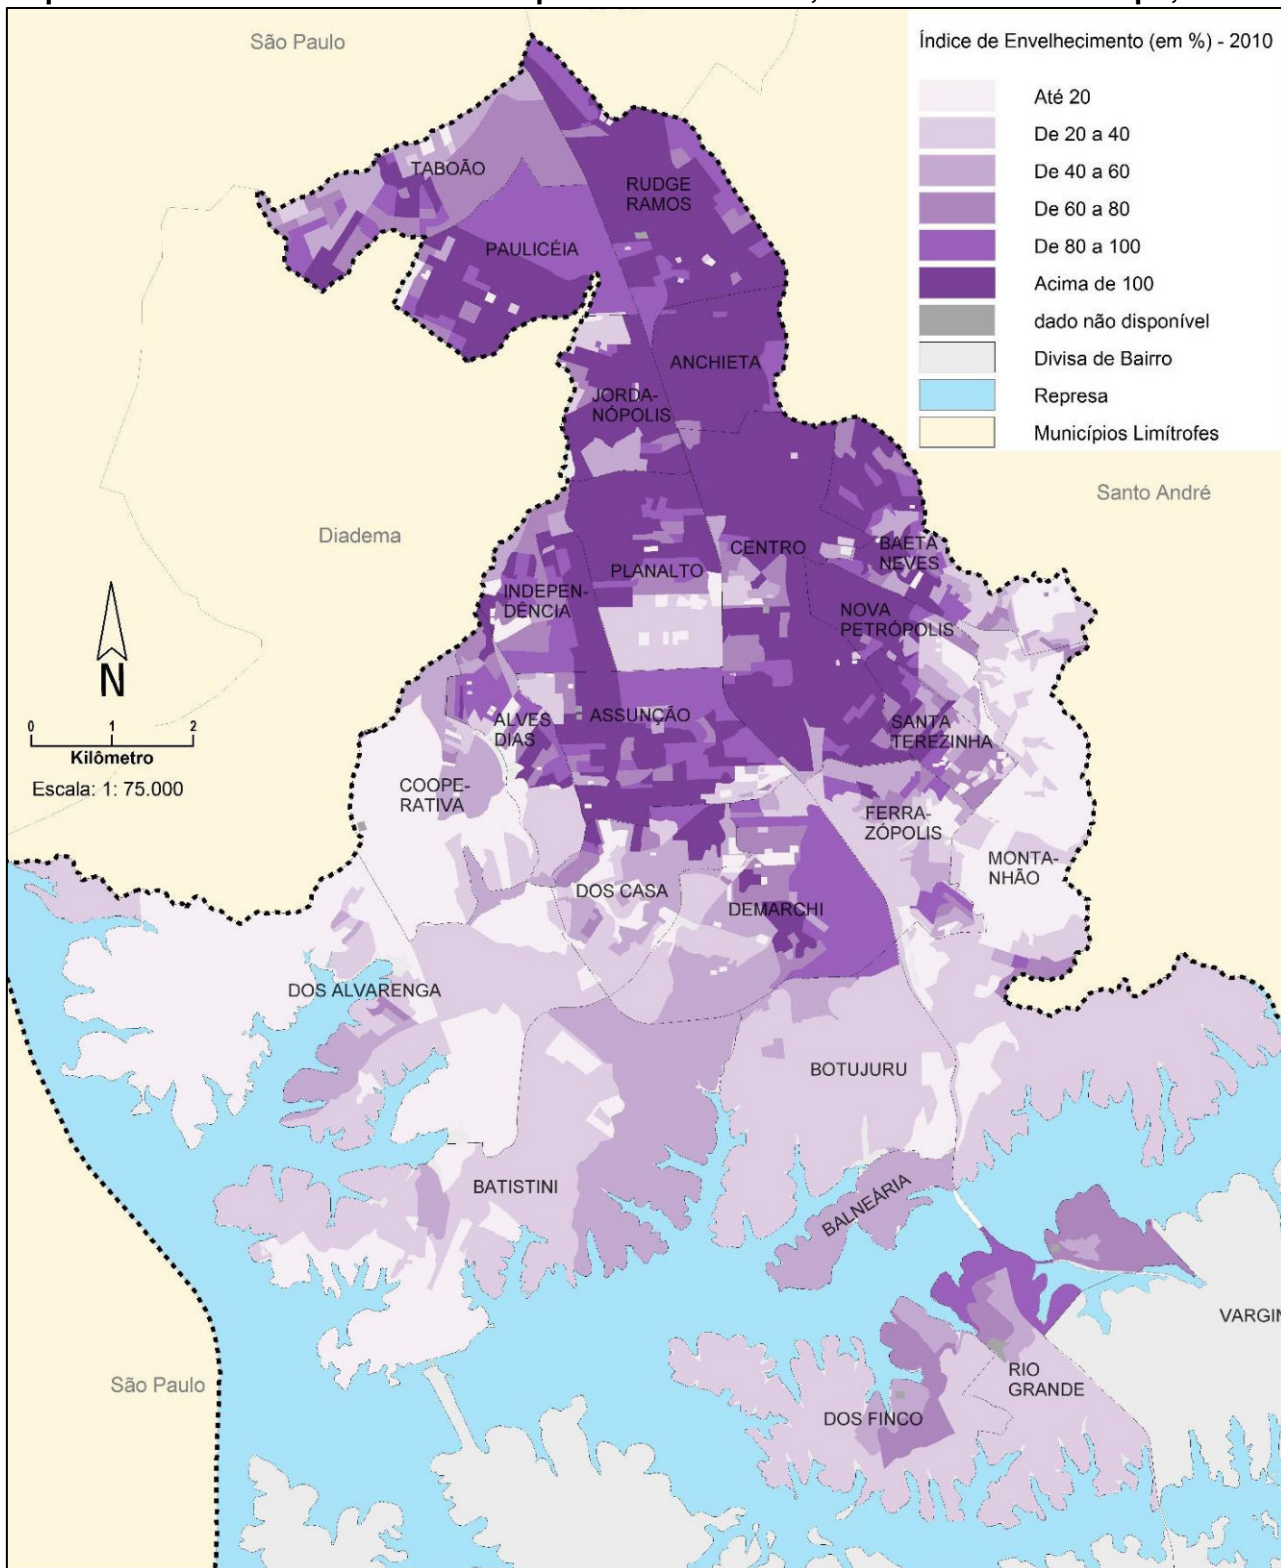 São Paulo
Índice de Envelhecimento (em %) - 2010
Até 20
De 20 a 40
De 40 a 60
De 60 a 80
De 80 a 100
Acima de 100
dado não disponível
Divisa de Bairro
Represa
Municípios Limítrofes
TABOÃO
RUDGE
RAMOS
PAULICÉIA
ANCHIETA
JORDA-
NÓPOLIS
Santo André
Diadema
CENTRO
BAETA
NEVES
PLANALTO
INDEPEN-
DÊNCIA
NOVA
PETRÓPOLIS
N
0 1 2
Kilômetro
Escala: 1: 75.000
ALVES
DIAS
ASSUNÇÃO
SANTA
TEREZINHA
COOPE-
RATIVA
FERRA-
ZÓPOLIS
MONTA-
NHÃO
DOS CASA
DEMARCHI
DOS ALVARENGA
BOTUJURU
BATISTINI
BALNEÁRIA
VARGIN
São Paulo
RIO
GRANDE
DOS FINCO